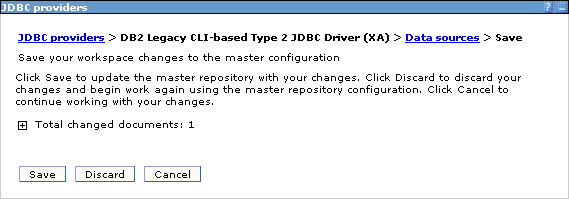 JDBC providers ? _
JDBC providers > DB2 Legacy CLI-based Type 2 JDBC Driver (XA) > Data sources > Save
Save your workspace changes to the master configuration
Click Save to update the master repository with your changes. Click Discard to discard your
changes and begin work again using the master repository configuration. Click Cancel to
continue working with your changes.
+ Total changed documents: 1
Save Discard Cancel